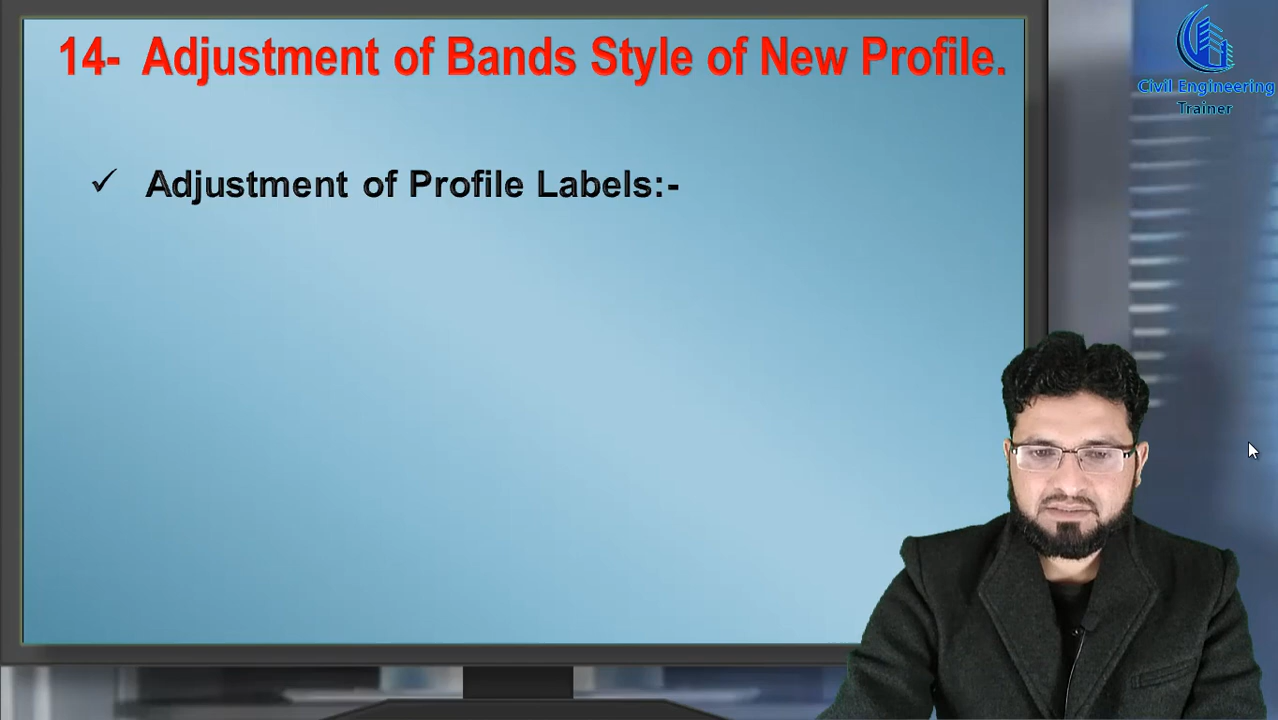 14- Adjustment of Bands Style of New Profile.
Civil Engineering
Trainer
✓ Adjustment of Profile Labels:-